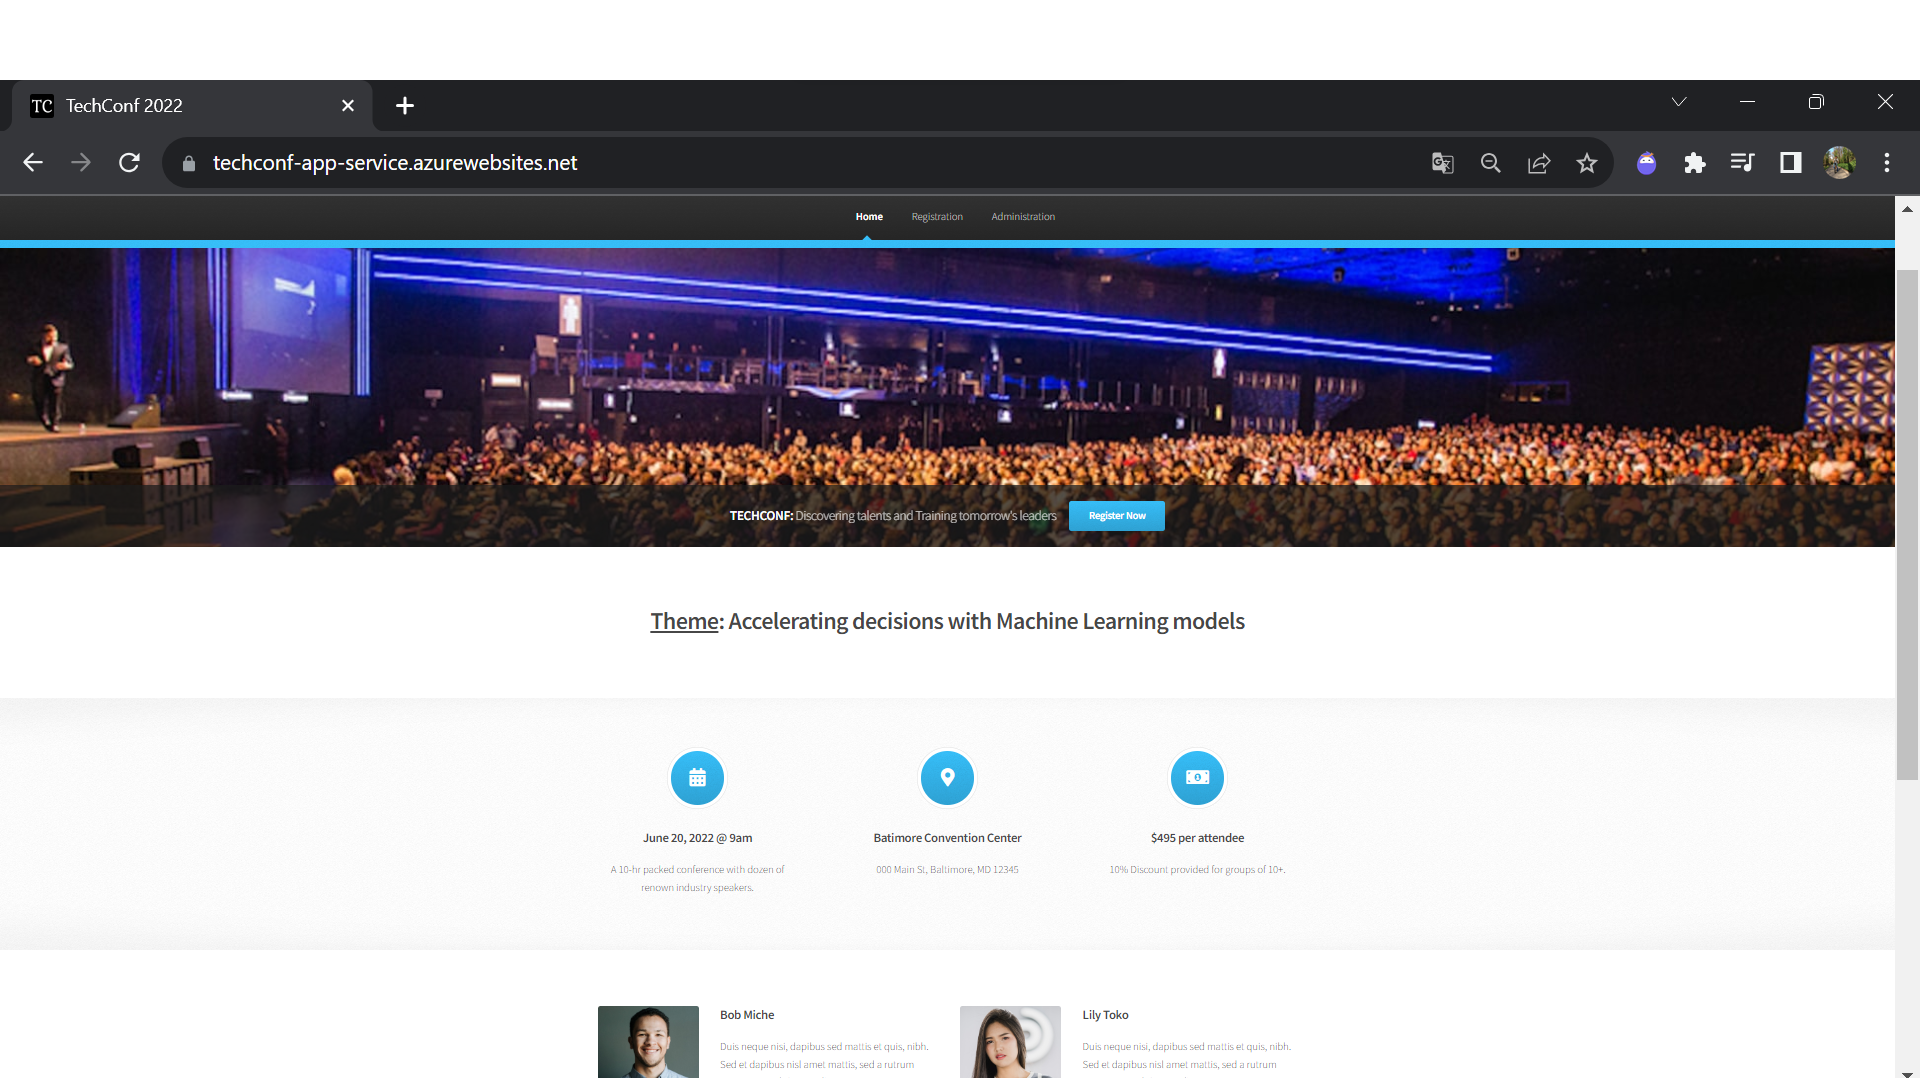 TC TechConf 2022
techconf-app-service.azurewebsites.net
Home Registration Administration
TECHCONF: Discovering talents and Training tomorrow's leaders Register Now
Theme: Accelerating decisions with Machine Learning models
June 20, 2022 @ 9am
A 10-hr packed conference with dozen of
renown industry speakers.
Batimore Convention Center
000 Main St, Baltimore, MD 12345
$495 per attendee
10% Discount provided for groups of 10+.
Bob Miche
Duis neque nisi, dapibus sed mattis et quis, nibh.
Sed et dapibus nisl amet mattis, sed a rutrum
Lily Toko
Duis neque nisi, dapibus sed mattis et quis, nibh.
Sed et dapibus nisl amet mattis, sed a rutrum